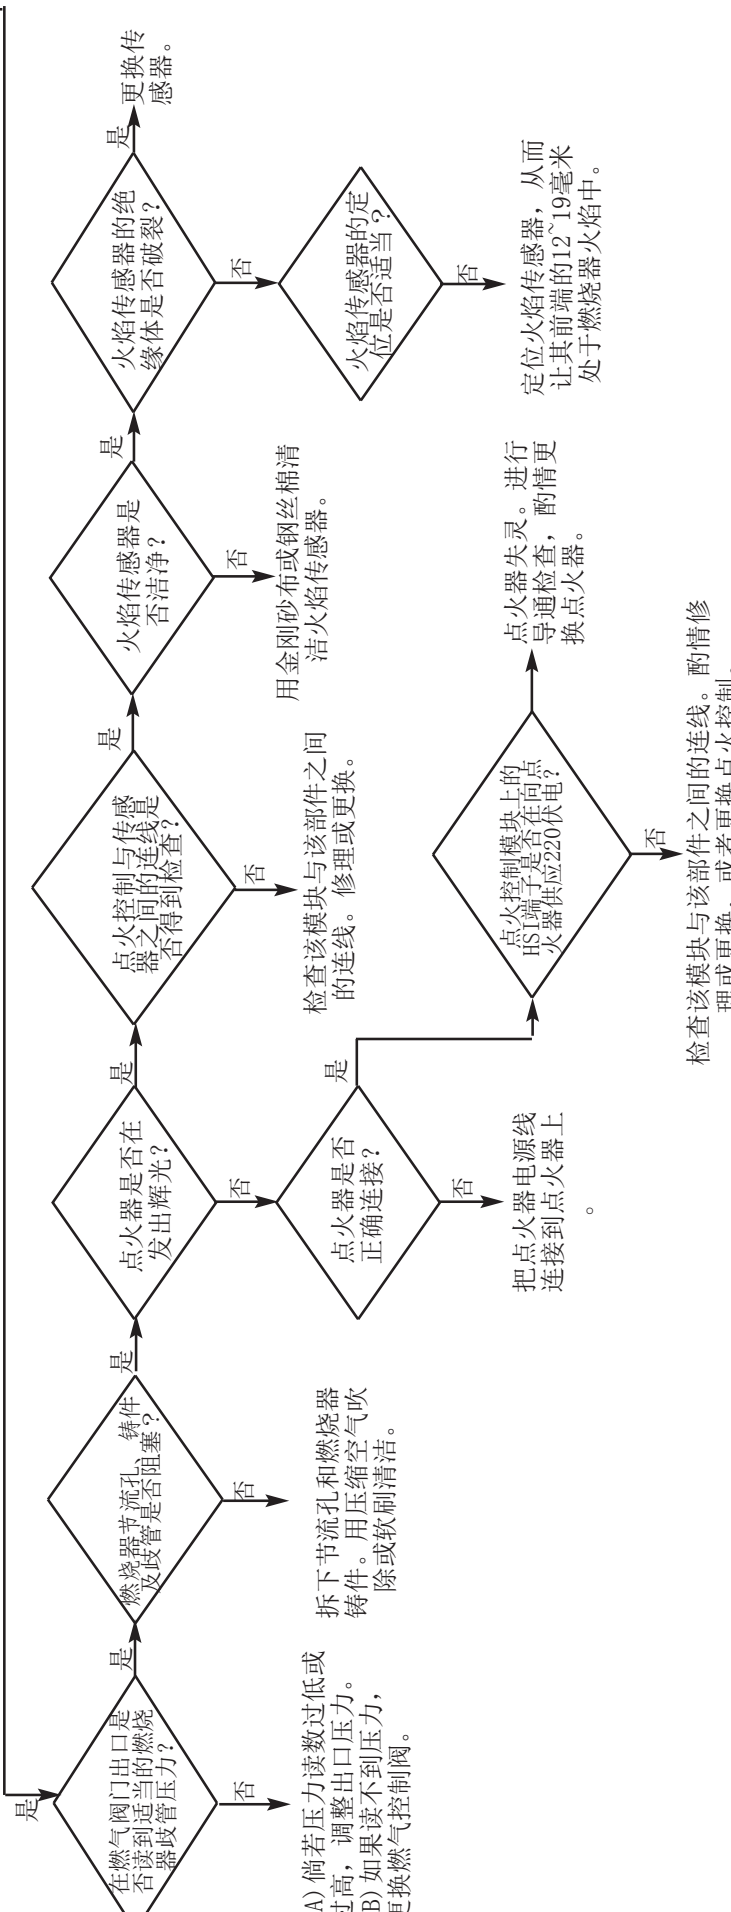 是
在燃气阀门出口是
否读到适当的燃烧
器歧管压力?
否
A)倘若压力读数过低或
过高，调整出口压力。
B)如果读不到压力，
更换燃气控制阀。
是
燃烧器节流孔、铸件
及歧管是否阻塞?
否
拆下节流孔和燃烧器
铸件。用压缩空气吹
除或软刷清洁。
是
点火器是否在
发出辉光?
否
点火器是否
正确连接?
否
把点火器电源线
连接到点火器上
。
是
点火控制模块上的
HSI端子是否在向点
火器供应220伏电?
是
点火控制与传感
器之间的连线是
否得到检查?
否
检查该模块与该部件之间
的连线。修理或更换。
点火器失灵。进行
导通检查，酌情更
换点火器。
否
检查该模块与该部件之间的连线。酌情修
理或更换，或者更换点火控制。
是
火焰传感器是
否洁净?
否
用金刚砂布或钢丝棉清
洁火焰传感器。
是
火焰传感器的绝
缘体是否破裂?
是
更换传
感器。
否
火焰传感器的定
位是否适当?
否
定位火焰传感器，从而
让其前端的12~19毫米
处于燃烧器火焰中。